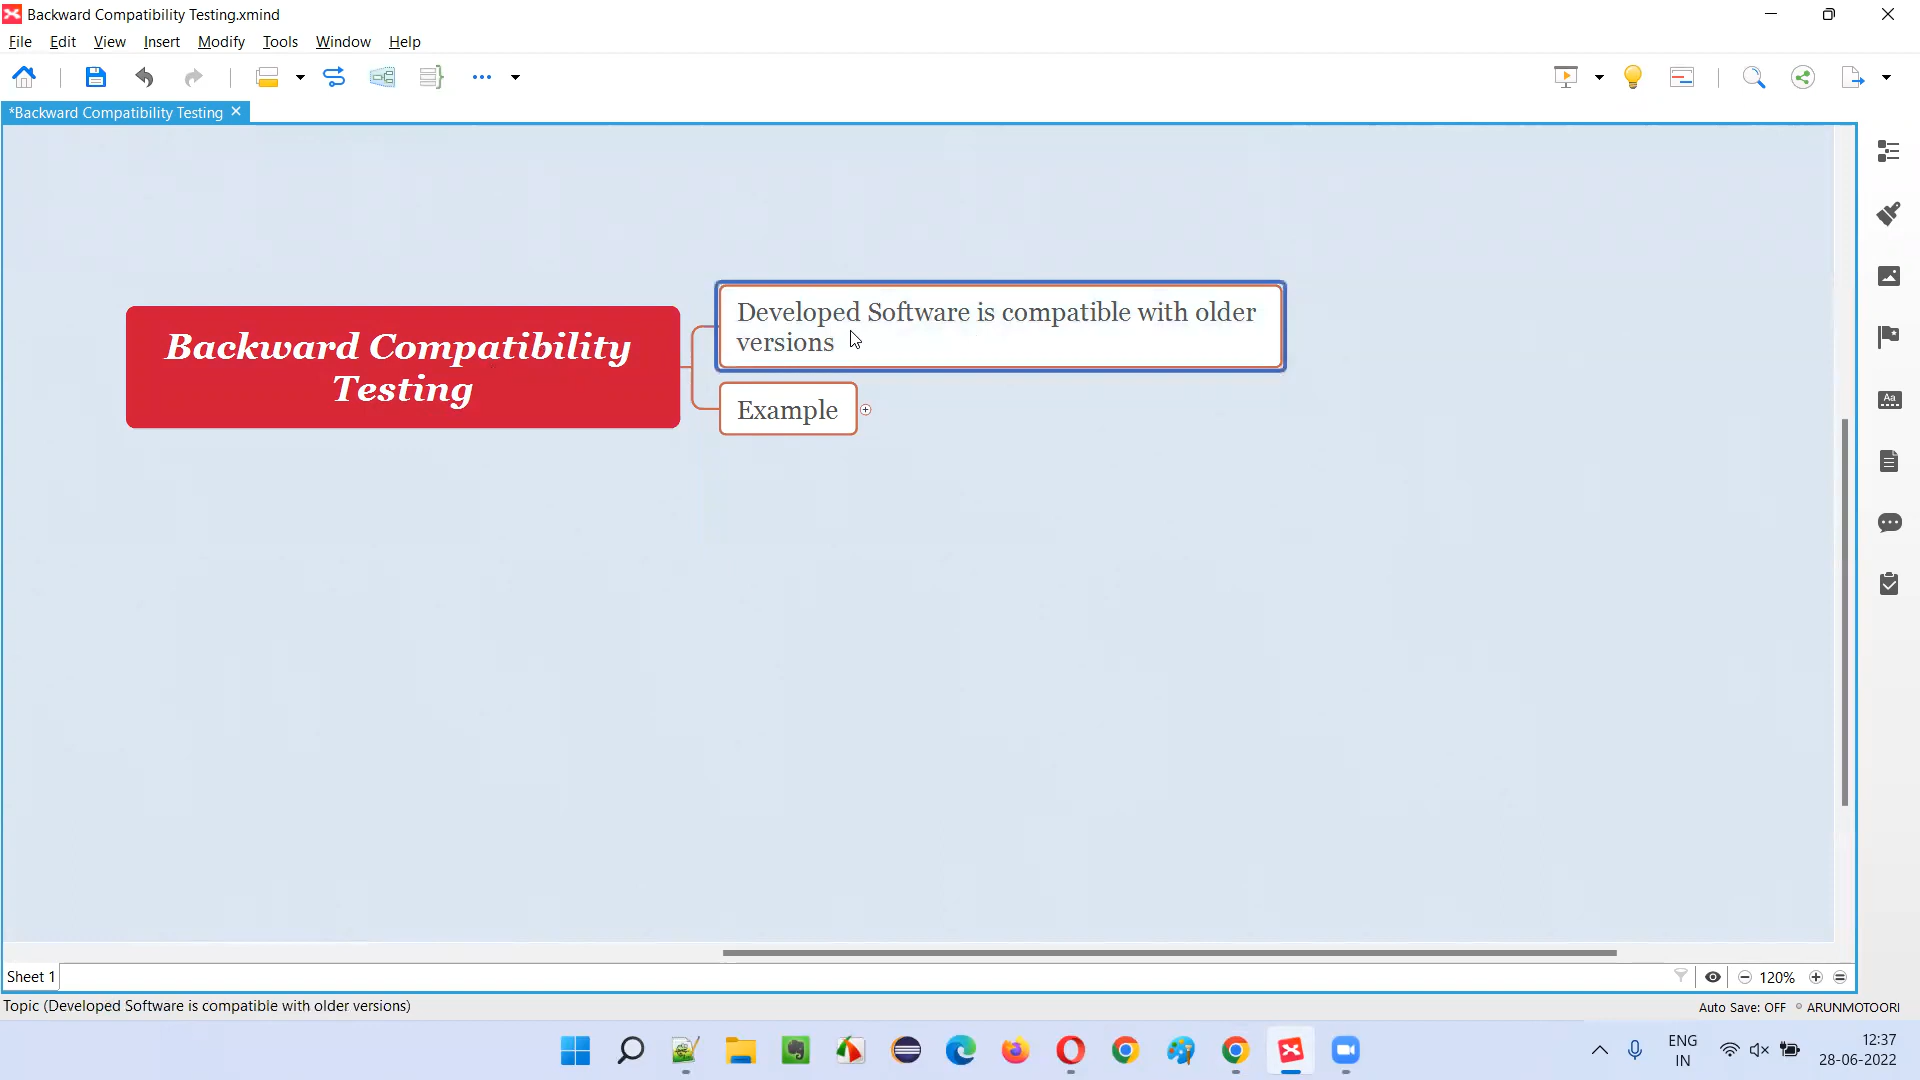 Backward Compatibility Testing.xmind
File Edit View Insert Modify Tools Window Help
*Backward Compatibility Testing
Developed Software is compatible with older
versions
Backward Compatibility
Testing
Example
Aa
Sheet 1
120%
Topic (Developed Software is compatible with older versions)
Auto Save: OFF
ARUNMOTOORI
ENG
IN
12:37
28-06-2022